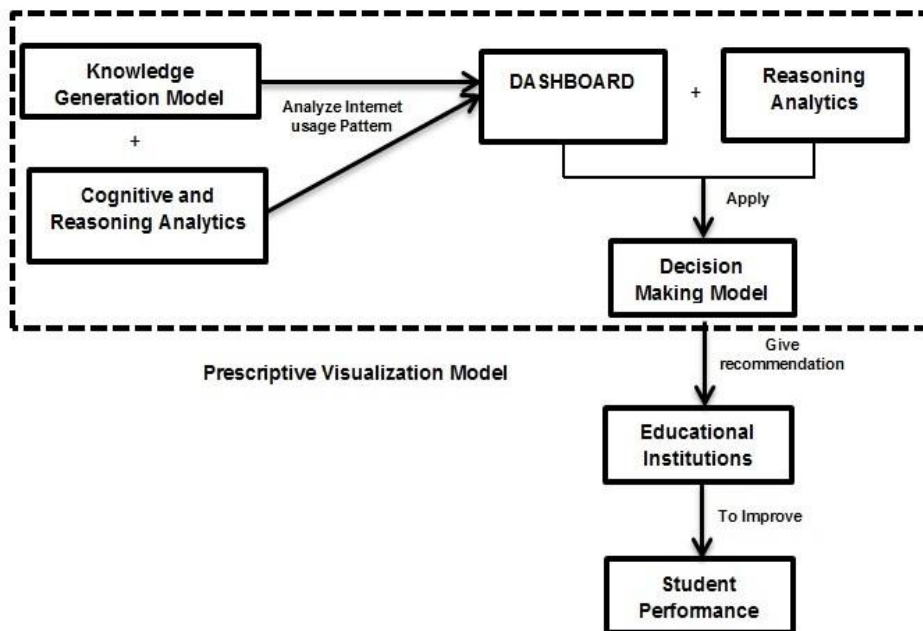 Knowledge
Generation Model
+
Cognitive and
Reasoning Analytics
Analyze Internet
usage Pattern
DASHBOARD
+
Reasoning
Analytics
Apply
Decision
Making Model
Prescriptive Visualization Model
Give
recommendation
Educational
Institutions
To Improve
Student
Performance